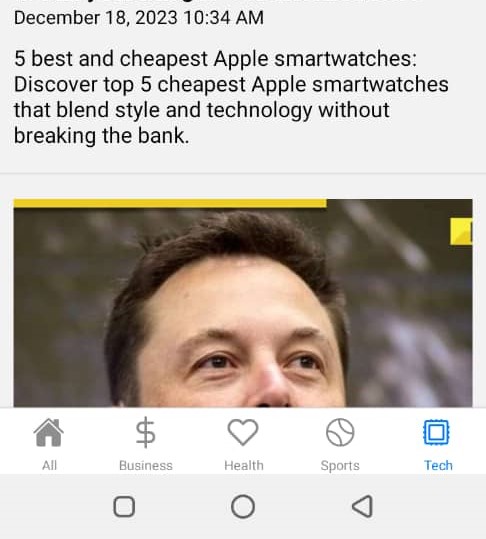 December 18, 2023 10:34 AM
5 best and cheapest Apple smartwatches:
Discover top 5 cheapest Apple smartwatches
that blend style and technology without
breaking the bank.
All
Business
Health
Sports
Tech